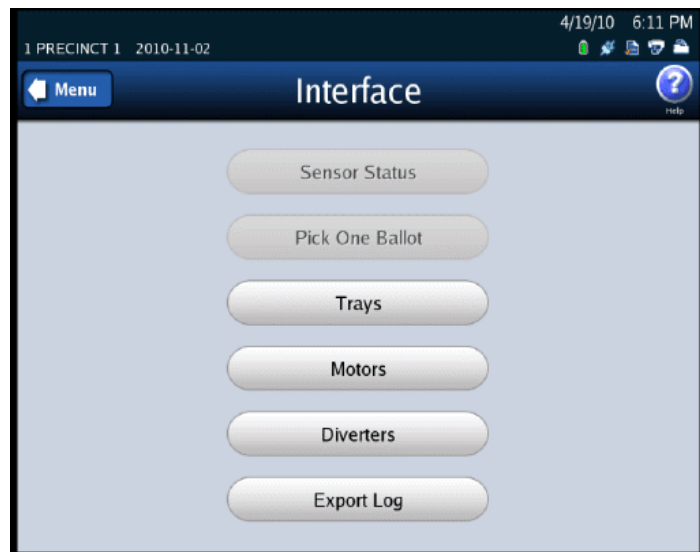 4/19/10 6:11 PM
1 PRECINCT 1 2010-11-02
Menu
Interface
Help
Sensor Status
Pick One Ballot
Trays
Motors
Diverters
Export Log